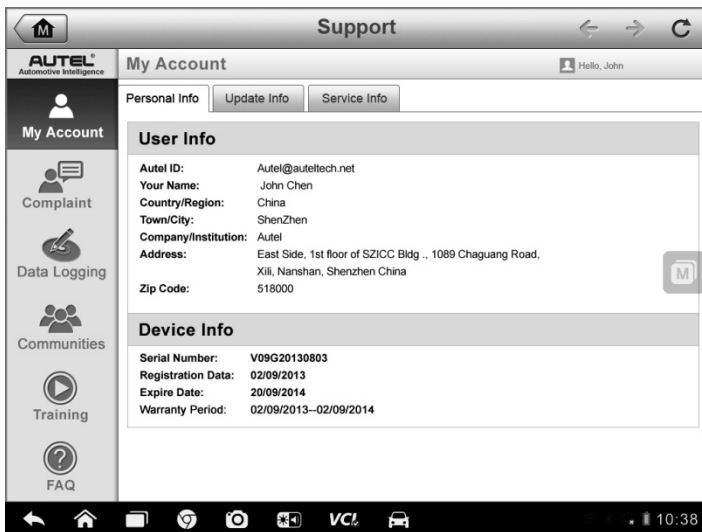 M
Support
AUTEL®
Automotive Intelligence
My Account
Hello, John
Personal Info
Update Info
Service Info
My Account
Complaint
Data Logging
Communities
Training
FAQ
User Info
Autel ID: Autel@auteltech.net
Your Name: John Chen
Country/Region: China
Town/City: ShenZhen
Company/Institution: Autel
Address: East Side, 1st floor of SZICC Bldg ., 1089 Chaguang Road,
Xili, Nanshan, Shenzhen China
Zip Code: 518000
M
Device Info
Serial Number: V09G20130803
Registration Data: 02/09/2013
Expire Date: 20/09/2014
Warranty Period: 02/09/2013--02/09/2014
VCI
10:38